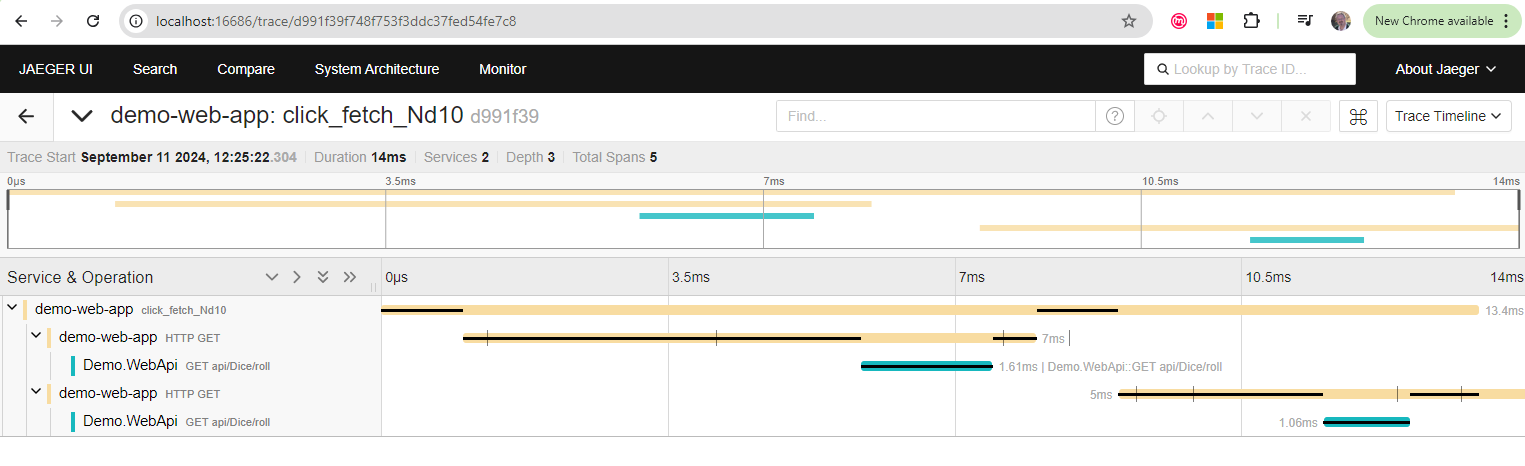 localhost:16686/trace/d991f39f748f753f3ddc37fed54fe7c8
New Chrome available
JAEGER UI Search Compare System Architecture Monitor Lookup by Trace ID... About Jaeger
demo-web-app: click_fetch_Nd10 d991f39 Find... Trace Timeline
Trace Start September 11 2024, 12:25:22.304 Duration 14ms Services 2 Depth 3 Total Spans 5
0μs 3.5ms 7ms 10.5ms 14ms
Service & Operation 0μs 3.5ms 7ms 10.5ms 14ms
demo-web-app click_fetch_Nd10 13.4ms
demo-web-app HTTP GET 7ms
Demo.WebApi GET api/Dice/roll 1.61ms | Demo.WebApi::GET api/Dice/roll
demo-web-app HTTP GET 5ms
Demo.WebApi GET api/Dice/roll 1.06ms